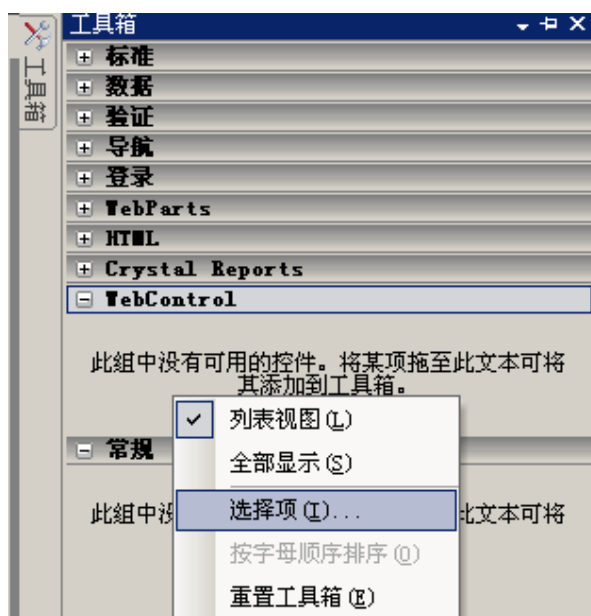 工具箱
工具箱
标准
数据
验证
导航
登录
WebParts
HTML
Crystal Reports
WebControl
此组中没有可用的控件。将某项拖至此文本可将
其添加到工具箱。
列表视图(L)
常规
全部显示(S)
选择项(I)...
此组中没
此文本可将
按字母顺序排序(O)
重置工具箱(E)